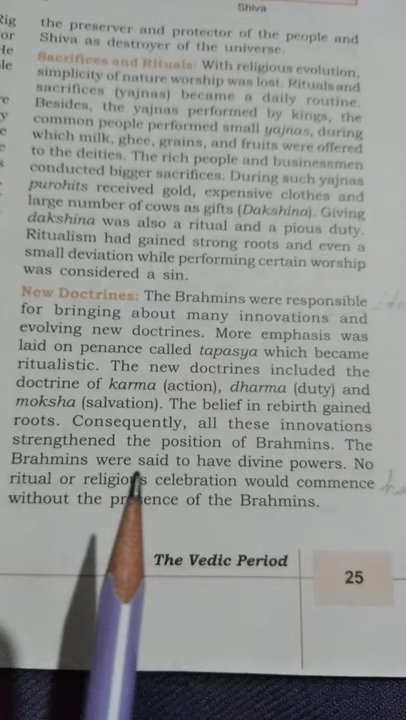 Shiva
the preserver and protector of the people and
Shiva as destroyer of the universe.
Sacrifices and Rituals: With religious evolution,
simplicity of nature worship was lost. Rituals and
sacrifices (yajnas) became a daily routine.
Besides, the yajnas performed by kings, the
common people performed small yajnas, during
which milk, ghee, grains, and fruits were offered
to the deities. The rich people and businessmen
conducted bigger sacrifices. During such yajnas
purohits received gold, expensive clothes and
large number of cows as gifts (Dakshina). Giving
dakshina was also a ritual and a pious duty.
Ritualism had gained strong roots and even a
small deviation while performing certain worship
was considered a sin.
New Doctrines: The Brahmins were responsible
for bringing about many innovations and
evolving new doctrines. More emphasis was
laid on penance called tapasya which became
ritualistic. The new doctrines included the
doctrine of karma (action), dharma (duty) and
moksha (salvation). The belief in rebirth gained
roots. Consequently, all these innovations
strengthened the position of Brahmins. The
Brahmins were said to have divine powers. No
ritual or religious celebration would commence
without the presence of the Brahmins.
The Vedic Period
25